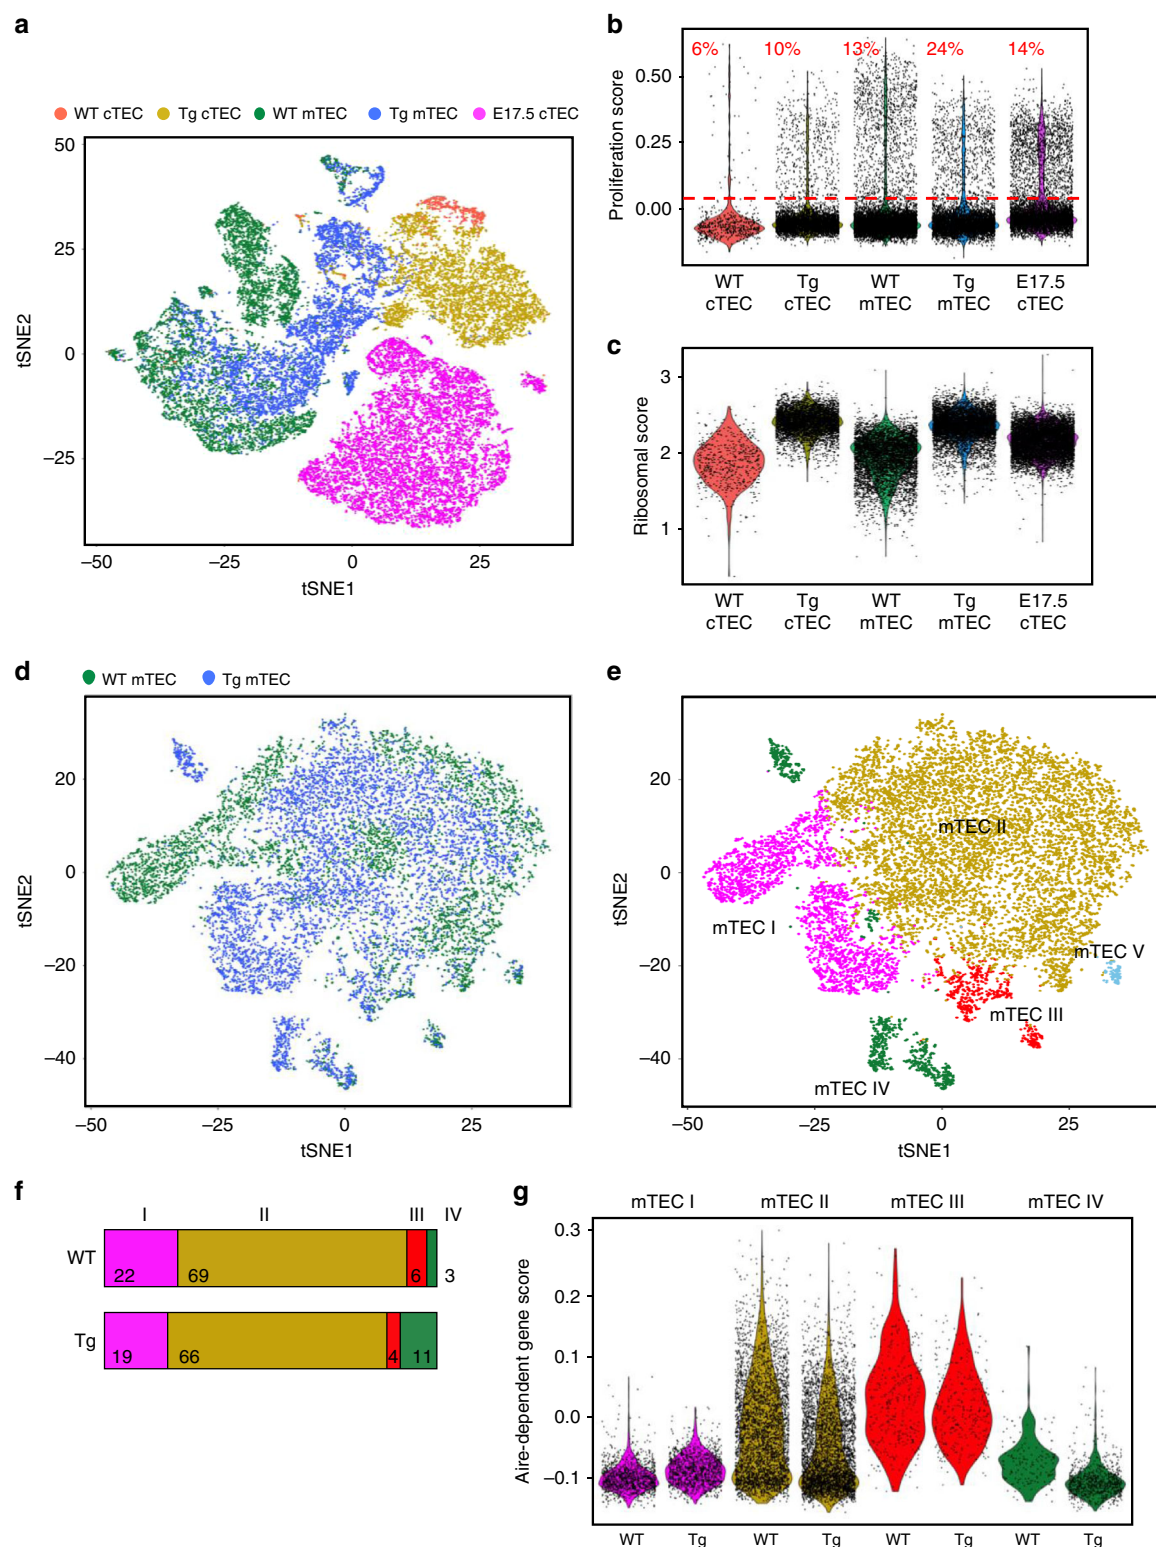 a
WT cTEC Tg cTEC WT mTEC Tg mTEC E17.5 cTEC
50
25
0
–25
tSNE2
–50 –25 0 25
tSNE1
b
6% 10% 13% 24% 14%
0.50
0.25
0.00
Proliferation score
WT cTEC
Tg cTEC
WT mTEC
Tg mTEC
E17.5 cTEC
c
3
2
1
Ribosomal score
WT cTEC
Tg cTEC
WT mTEC
Tg mTEC
E17.5 cTEC
d
WT mTEC Tg mTEC
20
0
–20
–40
tSNE2
–50 –25 0 25
tSNE1
e
20
0
–20
–40
tSNE2
mTEC II
mTEC I
mTEC V
mTEC III
mTEC IV
–50 –25 0 25
tSNE1
f
I II III IV
WT 22 69 6 3
Tg 19 66 4 11
g
mTEC I mTEC II mTEC III mTEC IV
0.3
0.2
0.1
0.0
–0.1
Aire-dependent gene score
WT Tg WT Tg WT Tg WT Tg